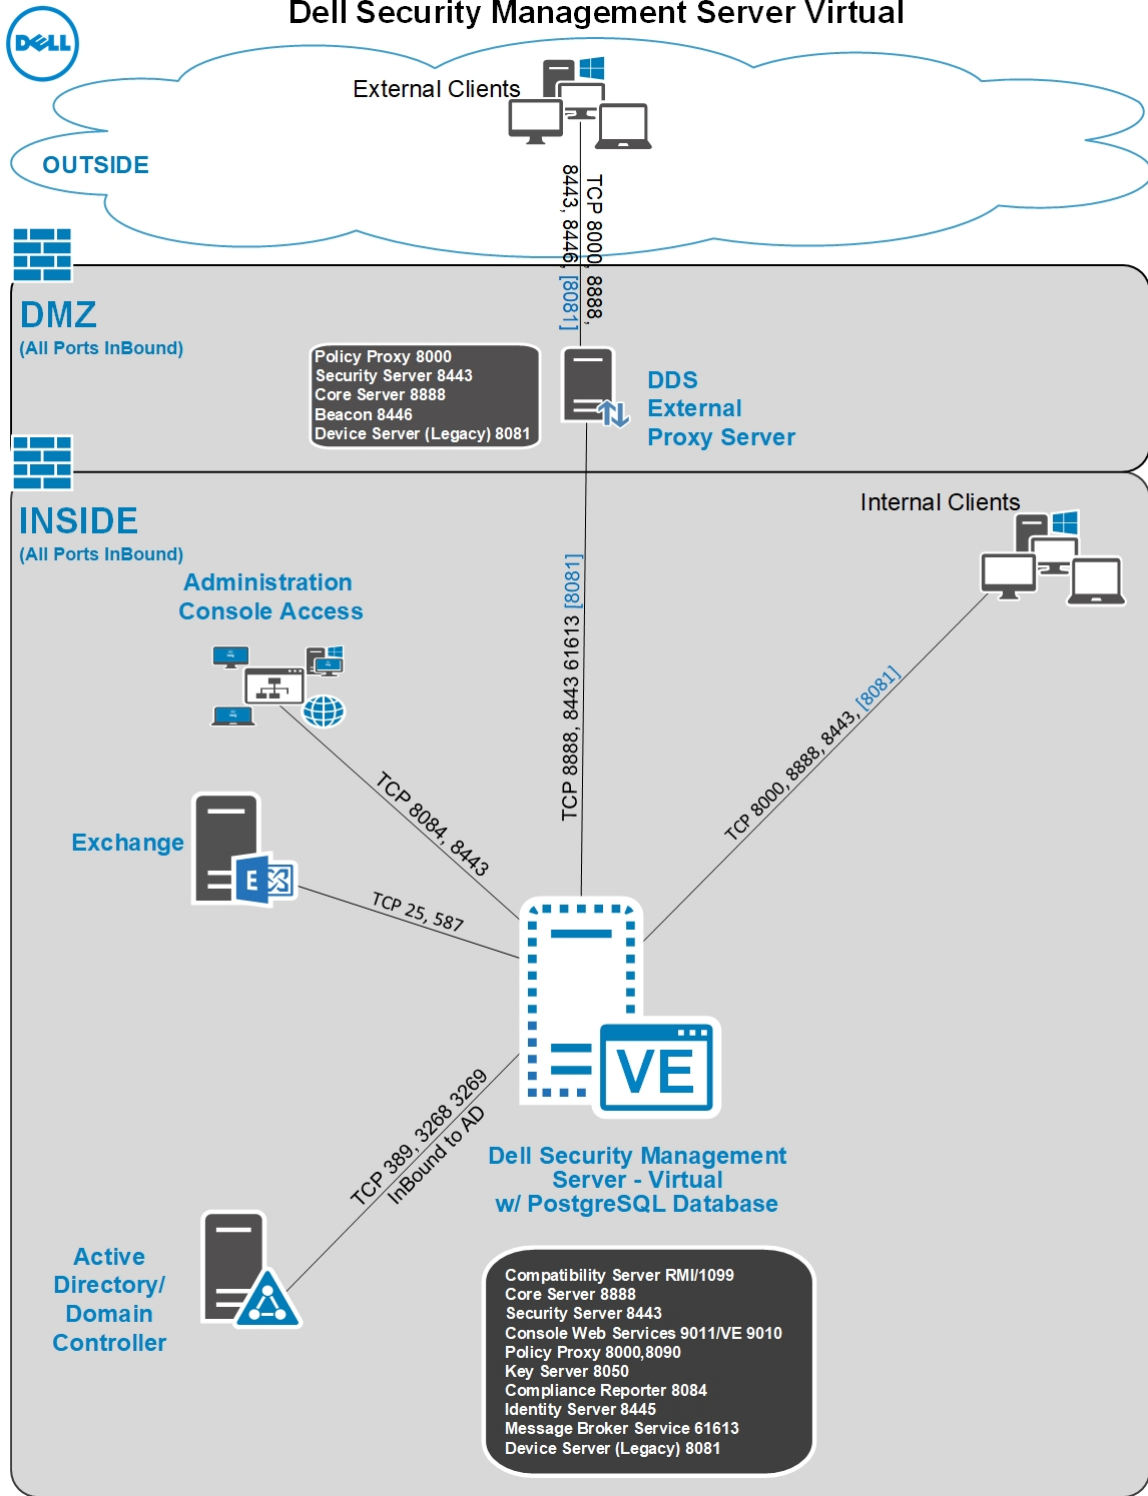 Dell Security Management Server Virtual
DELL
External Clients
OUTSIDE
TCP 8000, 8888,
8443, 8446, [8081]
DMZ
(All Ports InBound)
Policy Proxy 8000
Security Server 8443
Core Server 8888
Beacon 8446
Device Server (Legacy) 8081
DDS
External
Proxy Server
INSIDE
(All Ports InBound)
Internal Clients
Administration
Console Access
TCP 8888, 8443 61613 [8081]
TCP 8000, 8888, 8443, [8081]
TCP 8084, 8443
Exchange
E
TCP 25, 587
VE
TCP 389, 3268 3269
InBound to AD
Dell Security Management
Server - Virtual
w/ PostgreSQL Database
Active
Directory/
Domain
Controller
Compatibility Server RMI/1099
Core Server 8888
Security Server 8443
Console Web Services 9011/VE 9010
Policy Proxy 8000,8090
Key Server 8050
Compliance Reporter 8084
Identity Server 8445
Message Broker Service 61613
Device Server (Legacy) 8081